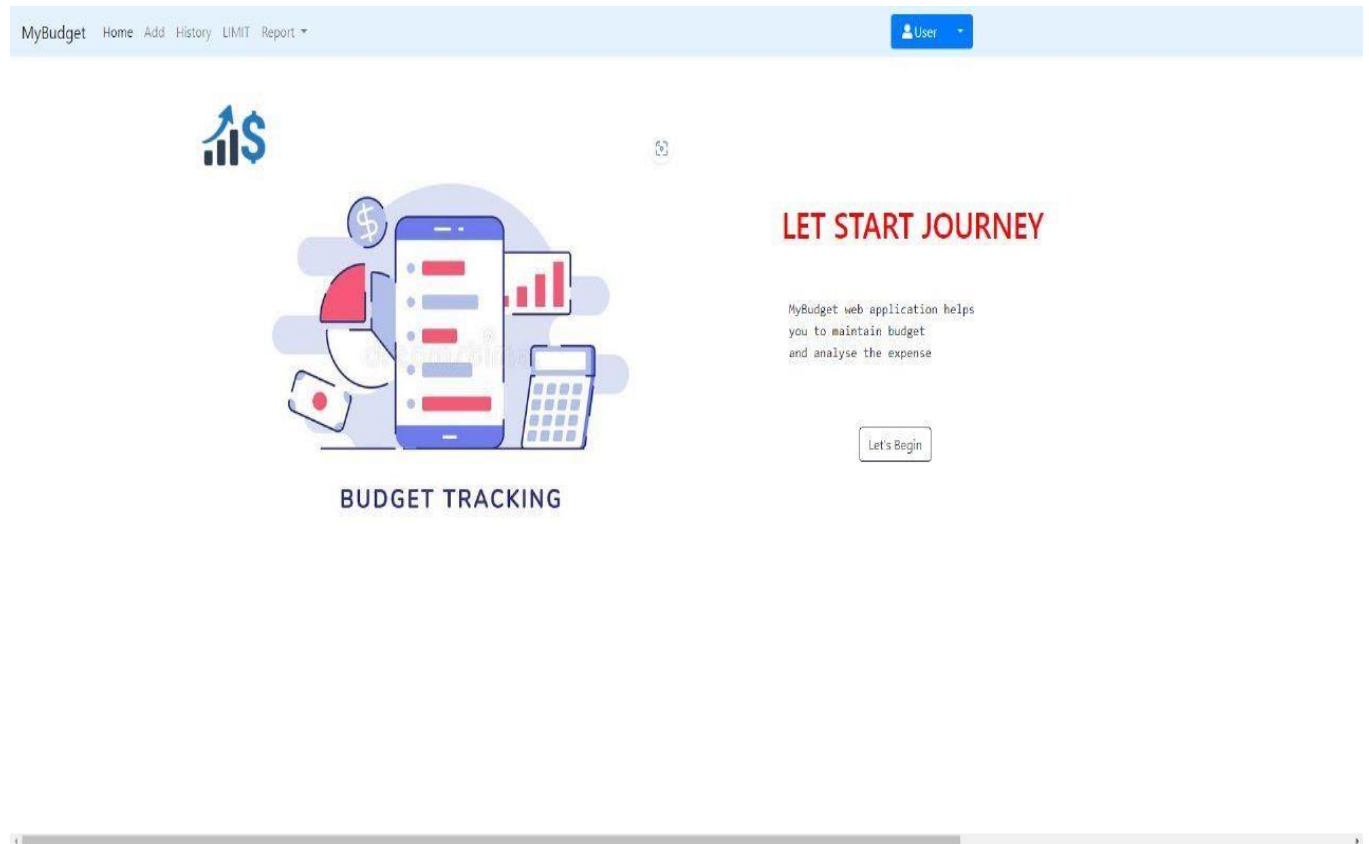 MyBudget Home Add History LIMIT Report
User
$
$
LET START JOURNEY
MyBudget web application helps
you to maintain budget
and analyse the expense
Let's Begin
BUDGET TRACKING